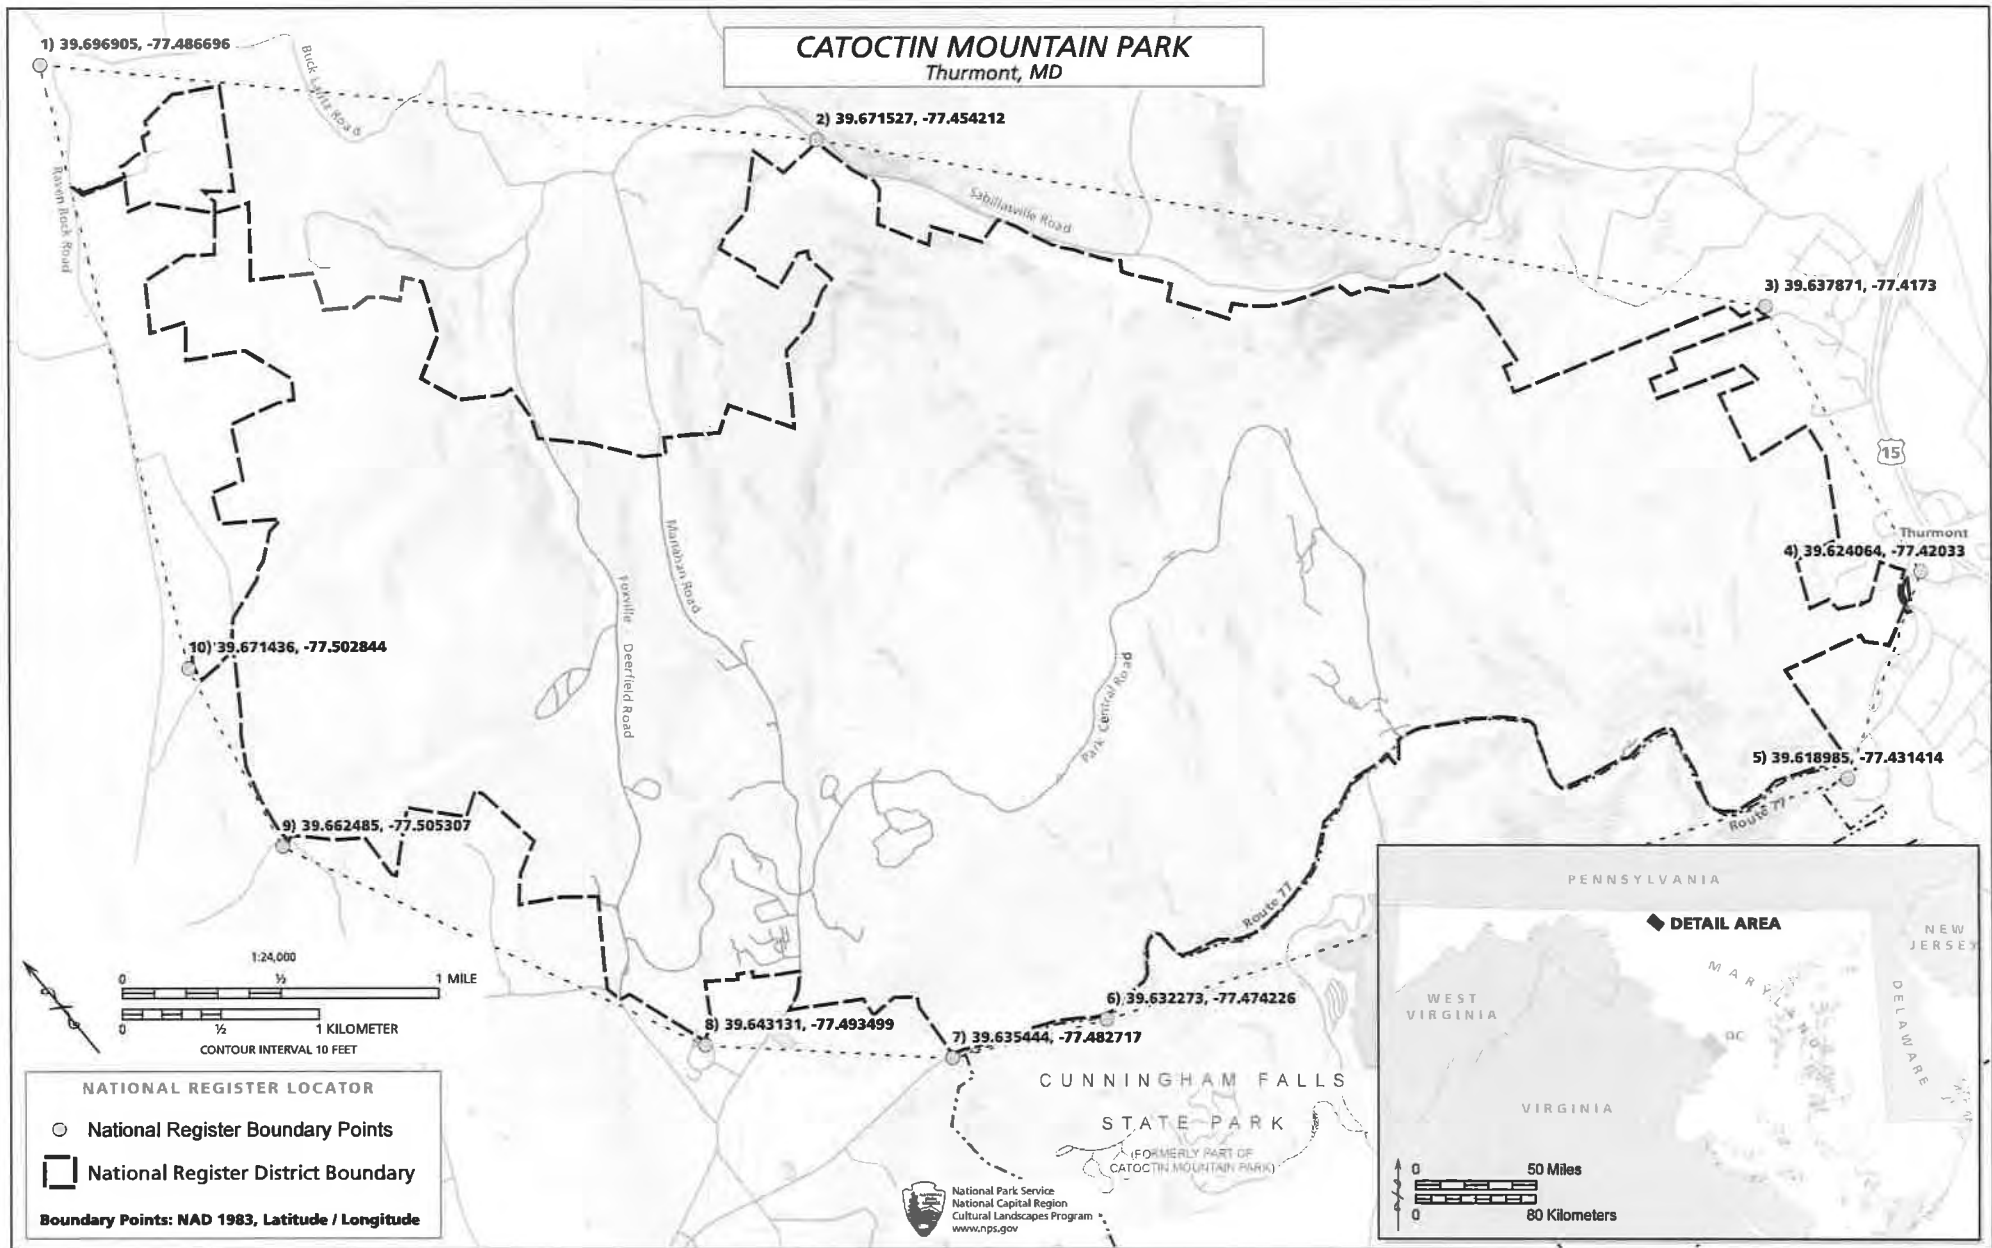 CATOCTIN MOUNTAIN PARK
Thurmont, MD
1) 39.696905, -77.486696
Buck Lantz Road
2) 39.671527, -77.454212
Raven Rock Road
Sabillasville Road
3) 39.637871, -77.4173
15
Thurmont
4) 39.624064, -77.42033
Manahan Road
Foxville Deerfield Road
10) 39.671436, -77.502844
Park Central Road
5) 39.618985, -77.431414
Route 77
9) 39.662485, -77.505307
Route 77
6) 39.632273, -77.474226
8) 39.643131, -77.493499
7) 39.635444, -77.482717
1:24,000
0 ½ 1 MILE
0 ½ 1 KILOMETER
CONTOUR INTERVAL 10 FEET
NATIONAL REGISTER LOCATOR
National Register Boundary Points
National Register District Boundary
Boundary Points: NAD 1983, Latitude / Longitude
CUNNINGHAM FALLS
STATE PARK
(FORMERLY PART OF
CATOCTIN MOUNTAIN PARK)
National Park Service
National Capital Region
Cultural Landscapes Program
www.nps.gov
PENNSYLVANIA
DETAIL AREA
NEW
JERSEY
MARYLAND
WEST
VIRGINIA
DC
DELAWARE
VIRGINIA
0 50 Miles
0 80 Kilometers